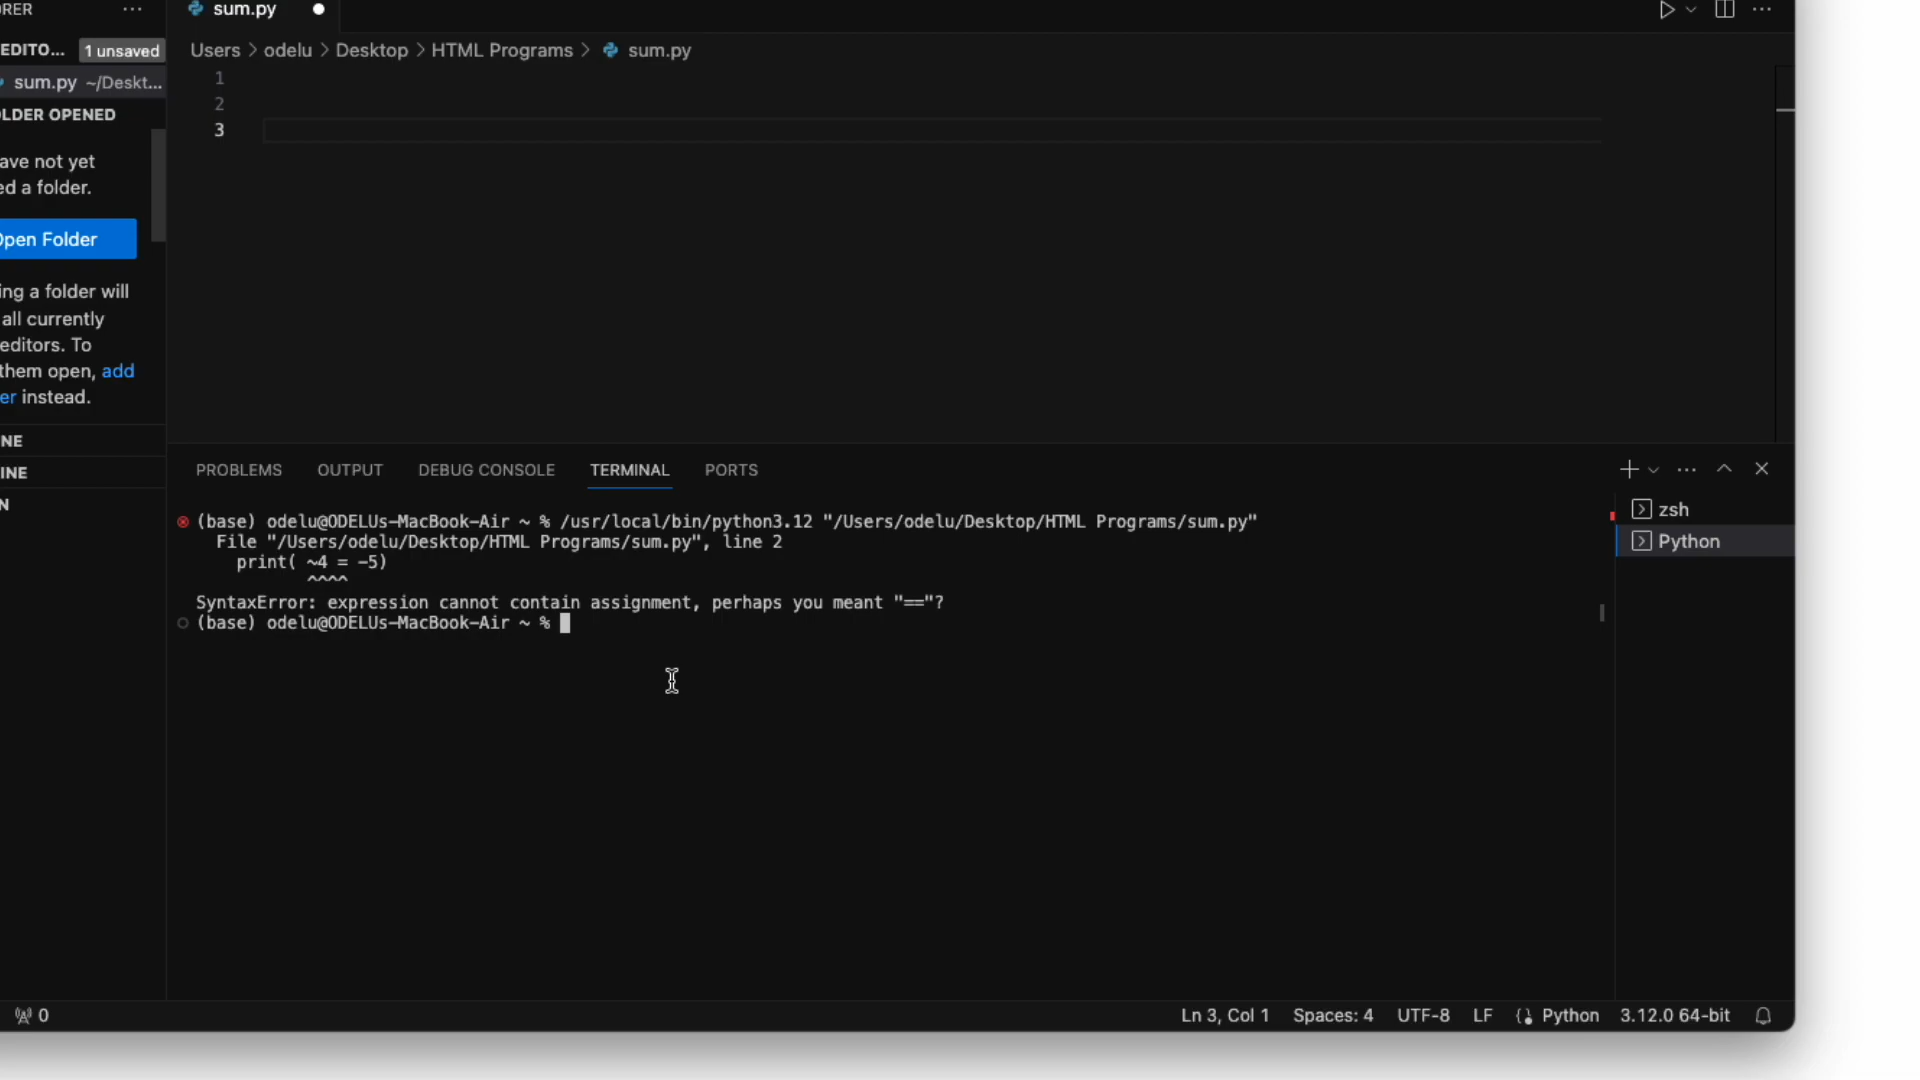 RER ... sum.py
EDITO... 1 unsaved
Users > odelu > Desktop > HTML Programs > sum.py
1
sum.py ~/Deskt...
2
LDER OPENED
3
ave not yet
ed a folder.
Open Folder
ing a folder will
all currently
editors. To
them open, add
er instead.
NE
INE
N
PROBLEMS OUTPUT DEBUG CONSOLE TERMINAL PORTS
(base) odelu@ODELUs-MacBook-Air ~ % /usr/local/bin/python3.12 "/Users/odelu/Desktop/HTML Programs/sum.py"
File "/Users/odelu/Desktop/HTML Programs/sum.py", line 2
print( ~4 = -5)
^^^^
SyntaxError: expression cannot contain assignment, perhaps you meant "=="?
(base) odelu@ODELUs-MacBook-Air ~ %
zsh
Python
0
Ln 3, Col 1 Spaces: 4 UTF-8 LF Python 3.12.0 64-bit